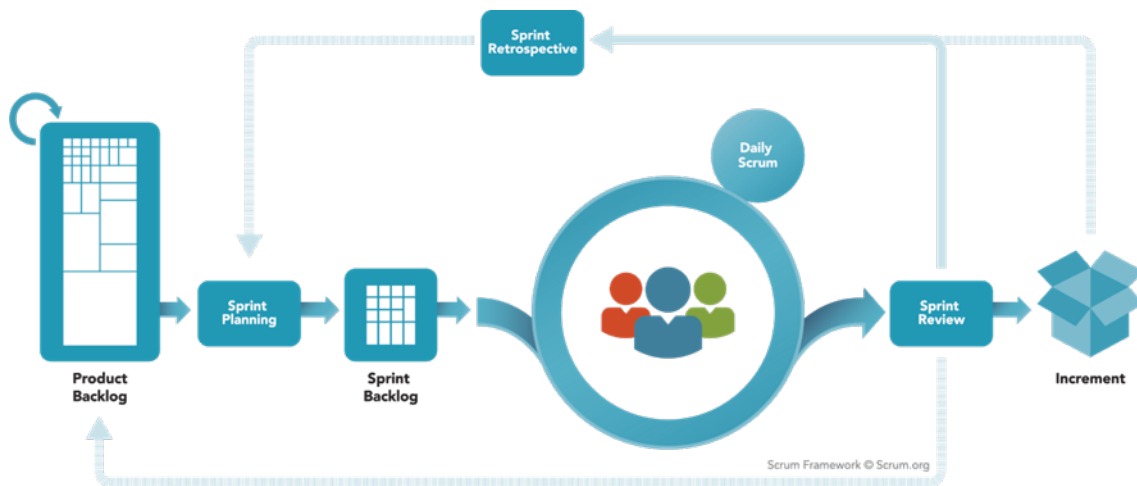 Sprint
Retrospective
Daily
Scrum
Sprint
Planning
Sprint
Review
Product
Backlog
Sprint
Backlog
Increment
Scrum Framework © Scrum.org